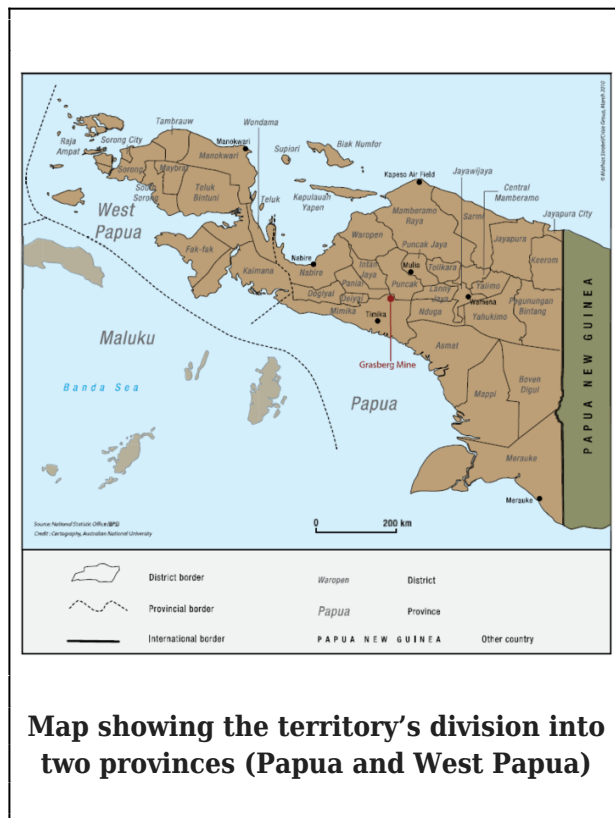 © Kapeso Air Field
Wondama
Tambrauw
Sorong City
Manokwari
Supiori
Biak Numfor
Raja
Ampat
Manokwari
Jayawijaya
Kapeso Air Field
Central
Mamberamo
Sorong
Maybrat
South
Sorong
Teluk
Bintuni
Teluk
Kepulauan
Yapen
Mamberamo
Raya
Sarmi
Jayapura City
West
Papua
Waropen
Jayapura
Keerom
Fak-fak
Kaimana
Nabire
Nabire
Intan
Jaya
Puncak Jaya
Mulia
Tolikara
Puncak
Paniai
Lanny
Jaya
Yalimo
Wamena
Dogiyai
Deiyai
Mimika
Nduga
Yahukimo
Pegunungan
Bintang
Timika
Maluku
Asmat
Grasberg Mine
Banda Sea
Papua
Mappi
Boven
Digul
PAPUA NEW GUINEA
Merauke
Merauke
Source: National Statistic Office (BPS)
Credit : Cartography, Australian National University
0 200 km
District border
Waropen District
Provincial border
Papua Province
International border
PAPUA NEW GUINEA Other country
Map showing the territory's division into
two provinces (Papua and West Papua)